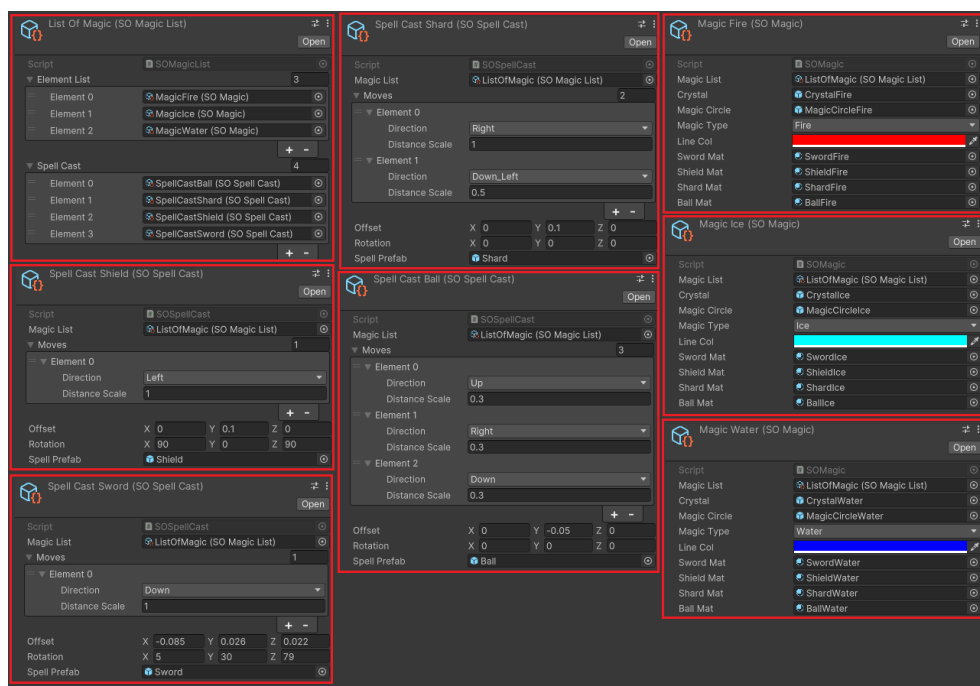 List Of Magic (SO Magic List)
Open
Script SOMagicList
Element List 3
Element 0 MagicFire (SO Magic)
Element 1 MagicIce (SO Magic)
Element 2 MagicWater (SO Magic)
+ -
Spell Cast 4
Element 0 SpellCastBall (SO Spell Cast)
Element 1 SpellCastShard (SO Spell Cast)
Element 2 SpellCastShield (SO Spell Cast)
Element 3 SpellCastSword (SO Spell Cast)
+ -
Spell Cast Shield (SO Spell Cast)
Open
Script SOSpellCast
Magic List ListOfMagic (SO Magic List)
Moves 1
Element 0
Direction Left
Distance Scale 1
+ -
Offset X 0 Y 0.1 Z 0
Rotation X 90 Y 0 Z 90
Spell Prefab Shield
Spell Cast Sword (SO Spell Cast)
Open
Script SOSpellCast
Magic List ListOfMagic (SO Magic List)
Moves 1
Element 0
Direction Down
Distance Scale 1
+ -
Offset X -0.085 Y 0.026 Z 0.022
Rotation X 5 Y 30 Z 79
Spell Prefab Sword
Spell Cast Shard (SO Spell Cast)
Open
Script SOSpellCast
Magic List ListOfMagic (SO Magic List)
Moves 2
Element 0
Direction Right
Distance Scale 1
Element 1
Direction Down_Left
Distance Scale 0.5
+ -
Offset X 0 Y 0.1 Z 0
Rotation X 0 Y 0 Z 0
Spell Prefab Shard
Spell Cast Ball (SO Spell Cast)
Open
Script SOSpellCast
Magic List ListOfMagic (SO Magic List)
Moves 3
Element 0
Direction Up
Distance Scale 0.3
Element 1
Direction Right
Distance Scale 0.3
Element 2
Direction Down
Distance Scale 0.3
+ -
Offset X 0 Y -0.05 Z 0
Rotation X 0 Y 0 Z 0
Spell Prefab Ball
Magic Fire (SO Magic)
Open
Script SOMagic
Magic List ListOfMagic (SO Magic List)
Crystal CrystalFire
Magic Circle MagicCircleFire
Magic Type Fire
Line Col
Sword Mat SwordFire
Shield Mat ShieldFire
Shard Mat ShardFire
Ball Mat BallFire
Magic Ice (SO Magic)
Open
Script SOMagic
Magic List ListOfMagic (SO Magic List)
Crystal CrystalIce
Magic Circle MagicCircleIce
Magic Type Ice
Line Col
Sword Mat SwordIce
Shield Mat ShieldIce
Shard Mat ShardIce
Ball Mat BallIce
Magic Water (SO Magic)
Open
Script SOMagic
Magic List ListOfMagic (SO Magic List)
Crystal CrystalWater
Magic Circle MagicCircleWater
Magic Type Water
Line Col
Sword Mat SwordWater
Shield Mat ShieldWater
Shard Mat ShardWater
Ball Mat BallWater